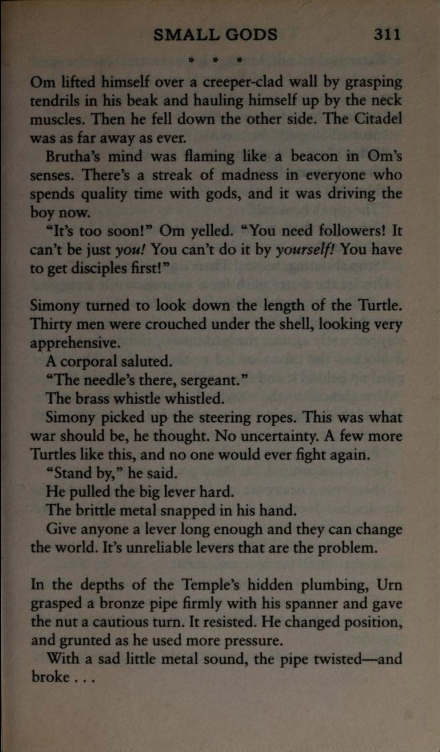 SMALL GODS 311
* * *
Om lifted himself over a creeper-clad wall by grasping
tendrils in his beak and hauling himself up by the neck
muscles. Then he fell down the other side. The Citadel
was as far away as ever.
Brutha's mind was flaming like a beacon in Om's
senses. There's a streak of madness in everyone who
spends quality time with gods, and it was driving the
boy now.
"It's too soon!" Om yelled. "You need followers! It
can't be just you! You can't do it by yourself! You have
to get disciples first!"
Simony turned to look down the length of the Turtle.
Thirty men were crouched under the shell, looking very
apprehensive.
A corporal saluted.
"The needle's there, sergeant."
The brass whistle whistled.
Simony picked up the steering ropes. This was what
war should be, he thought. No uncertainty. A few more
Turtles like this, and no one would ever fight again.
"Stand by," he said.
He pulled the big lever hard.
The brittle metal snapped in his hand.
Give anyone a lever long enough and they can change
the world. It's unreliable levers that are the problem.
In the depths of the Temple's hidden plumbing, Urn
grasped a bronze pipe firmly with his spanner and gave
the nut a cautious turn. It resisted. He changed position,
and grunted as he used more pressure.
With a sad little metal sound, the pipe twisted—and
broke . . .